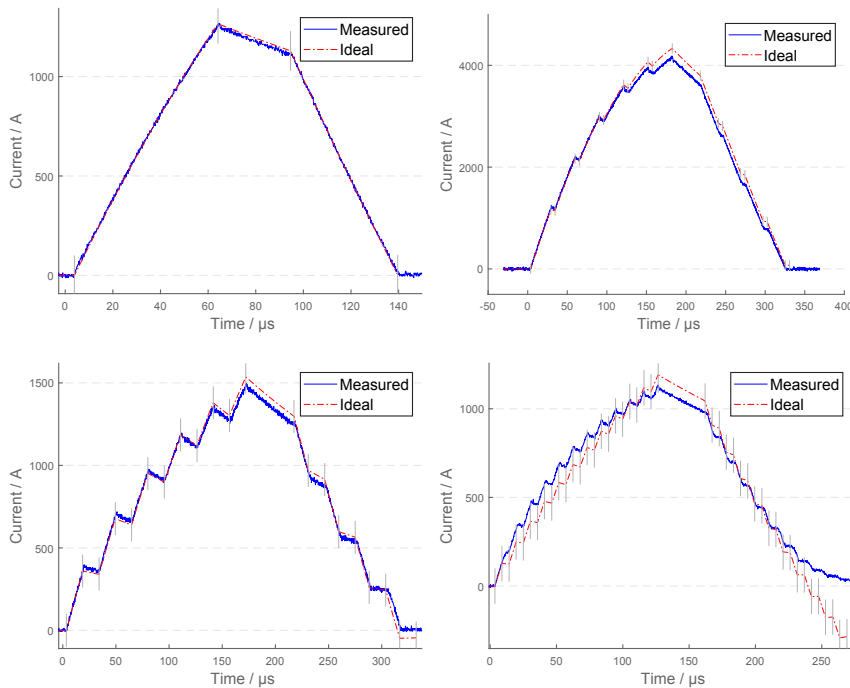 Measured
Ideal
1000
500
0
Current / A
0 20 40 60 80 100 120 140
Time / µs
Measured
Ideal
4000
2000
0
Current / A
-50 0 50 100 150 200 250 300 350 400
Time / µs
Measured
Ideal
1500
1000
500
0
Current / A
0 50 100 150 200 250 300
Time / µs
Measured
Ideal
1000
500
0
Current / A
0 50 100 150 200 250
Time / µs